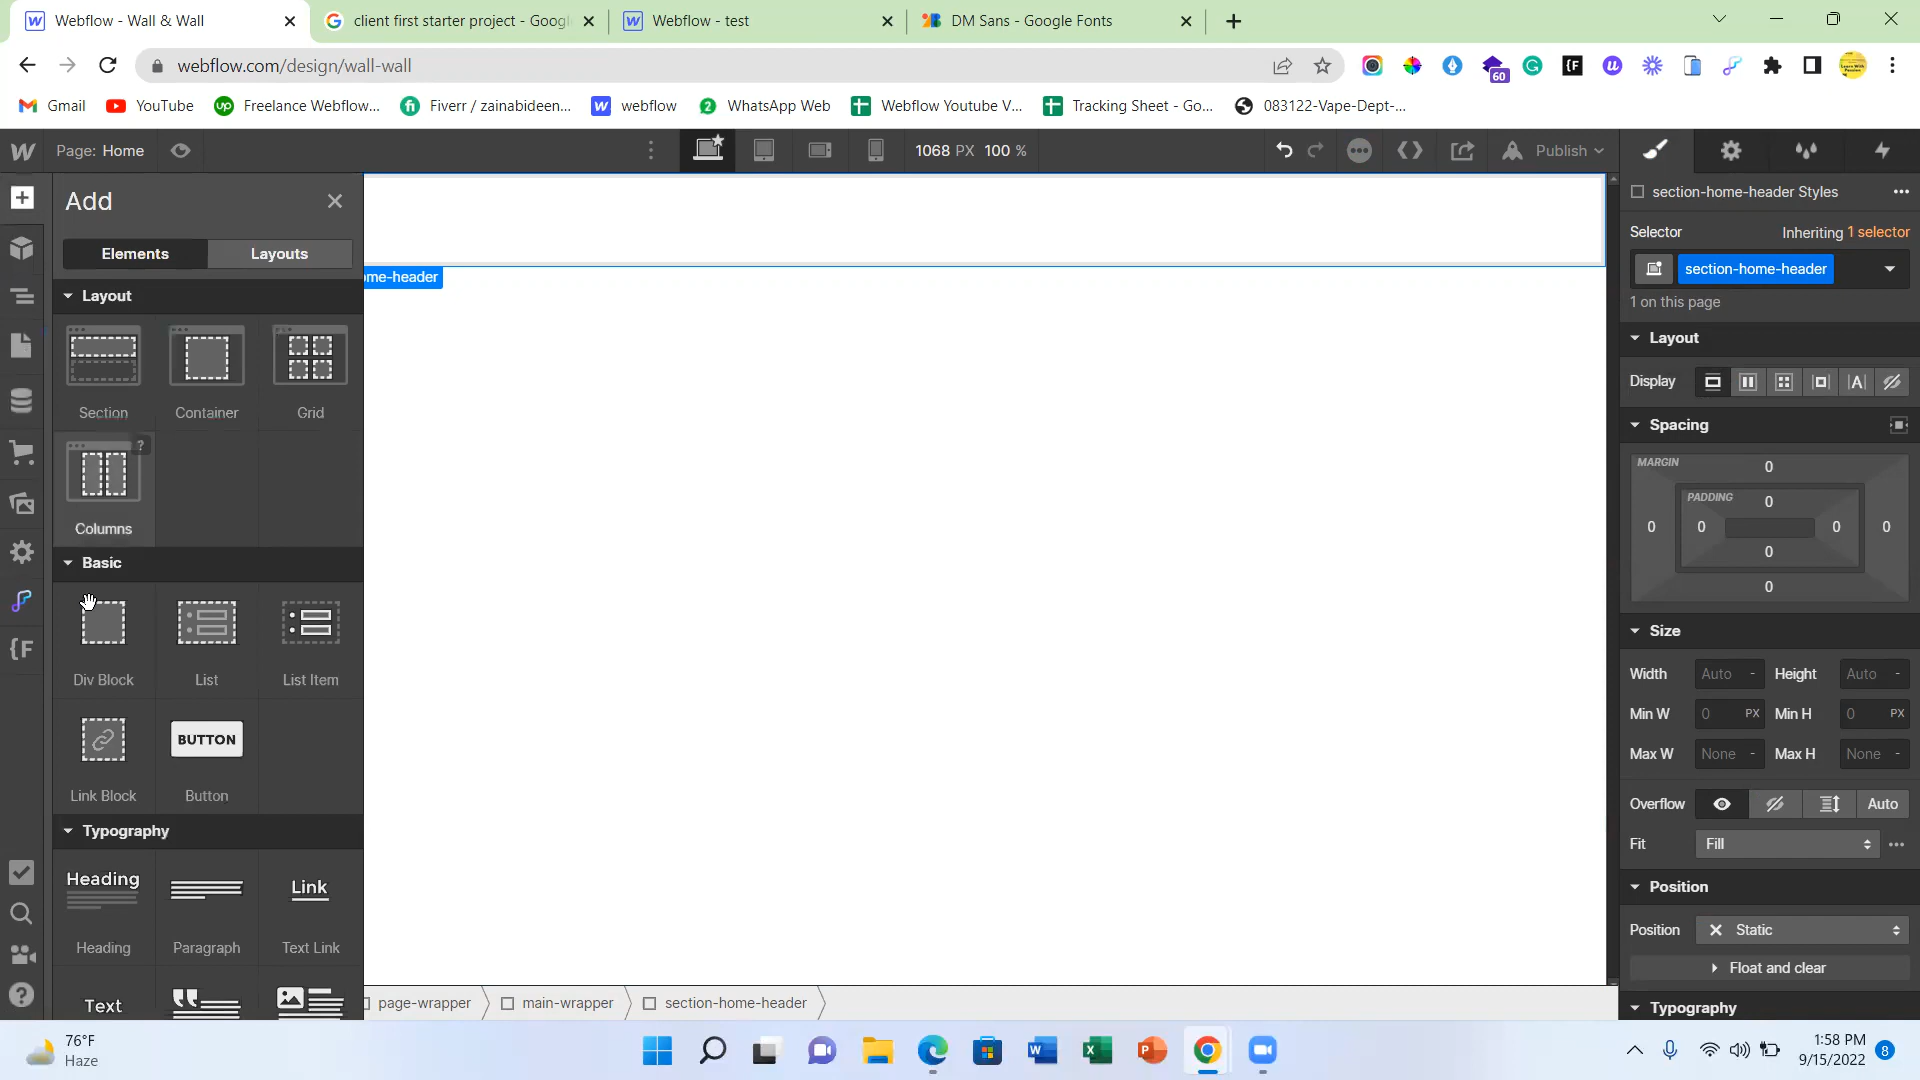 Webflow - Wall & Wall
client first starter project - Goog
Webflow - test
DM Sans - Google Fonts
webflow.com/design/wall-wall
60
Gmail
YouTube
Freelance Webflow...
Fiverr / zainabideen...
webflow
WhatsApp Web
Webflow Youtube V...
Tracking Sheet - Go...
083122-Vape-Dept-...
Page: Home
1068 PX 100 %
Publish
Add
Elements
Layouts
Layout
Section
Container
Grid
?
Columns
Basic
Div Block
List
List Item
BUTTON
Link Block
Button
Typography
Heading
Link
Heading
Paragraph
Text Link
Text
ome-header
page-wrapper
main-wrapper
section-home-header
section-home-header Styles
Selector
Inheriting 1 selector
section-home-header
1 on this page
Layout
Display
Spacing
MARGIN
0
PADDING
0
0
0
0
0
0
0
Size
Width
Auto -
Height
Auto -
Min W
0 PX
Min H
0 PX
Max W
None -
Max H
None -
Overflow
Auto
Fit
Fill
Position
Position
Static
Float and clear
Typography
76°F
Haze
1:58 PM
9/15/2022
8